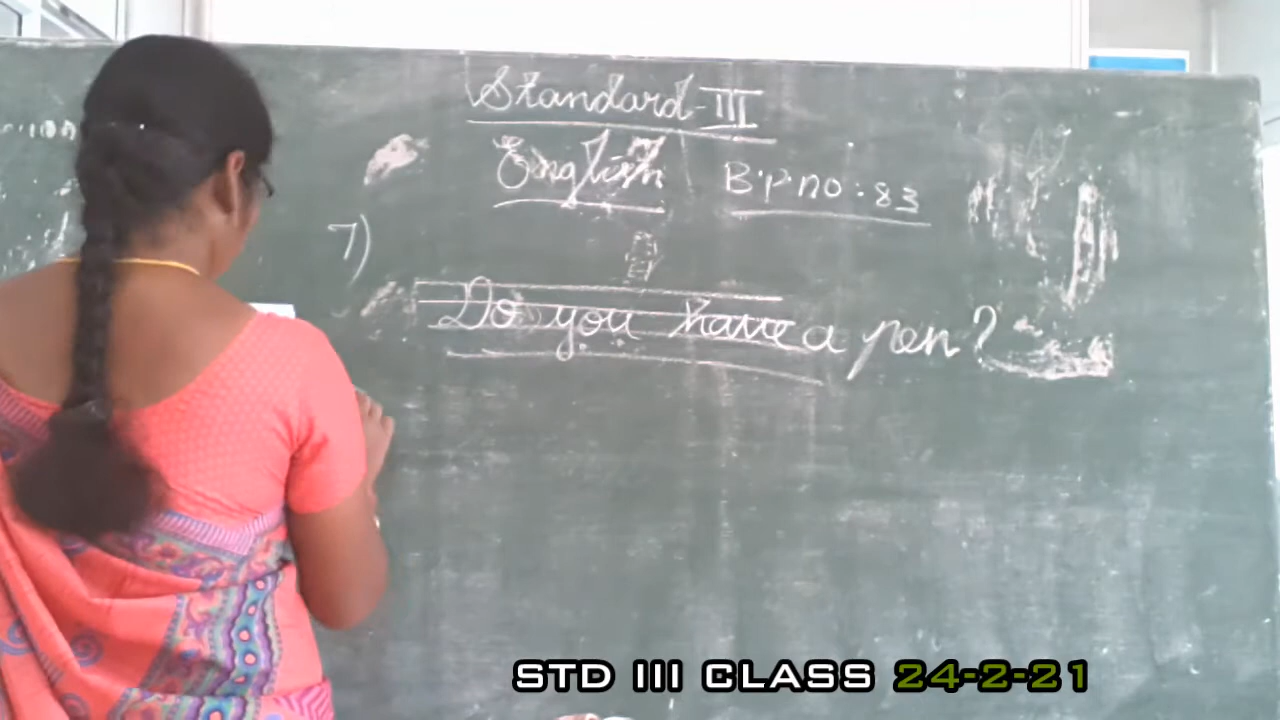 Standard-III
English B.P no: 83
7)
Do you have a pen?
STD III CLASS 24-2-21